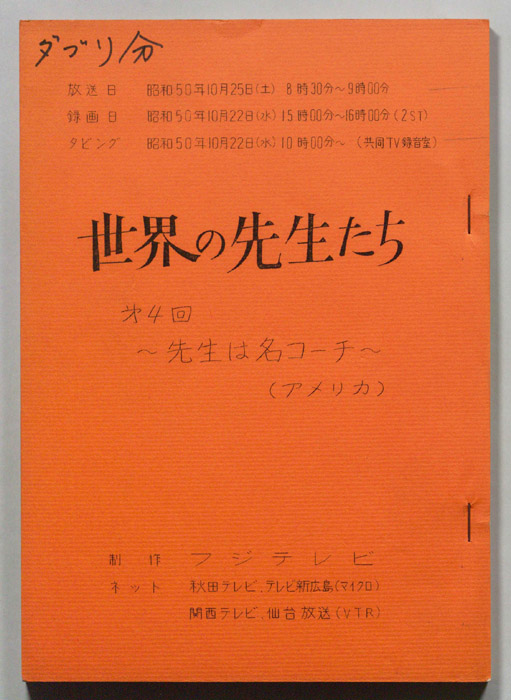 ダブリ分
放送日 昭和50年10月25日(土) 8時30分～9時00分
録画日 昭和50年10月22日(水) 15時00分～16時00分(2ST)
タビング 昭和50年10月22日(水) 10時00分～ (共同TV録音室)
世界の先生たち
第4回
～先生は名コーチ～
(アメリカ)
制作 フジテレビ
ネット 秋田テレビ、テレビ新広島(マイクロ)
関西テレビ、仙台放送(VTR)